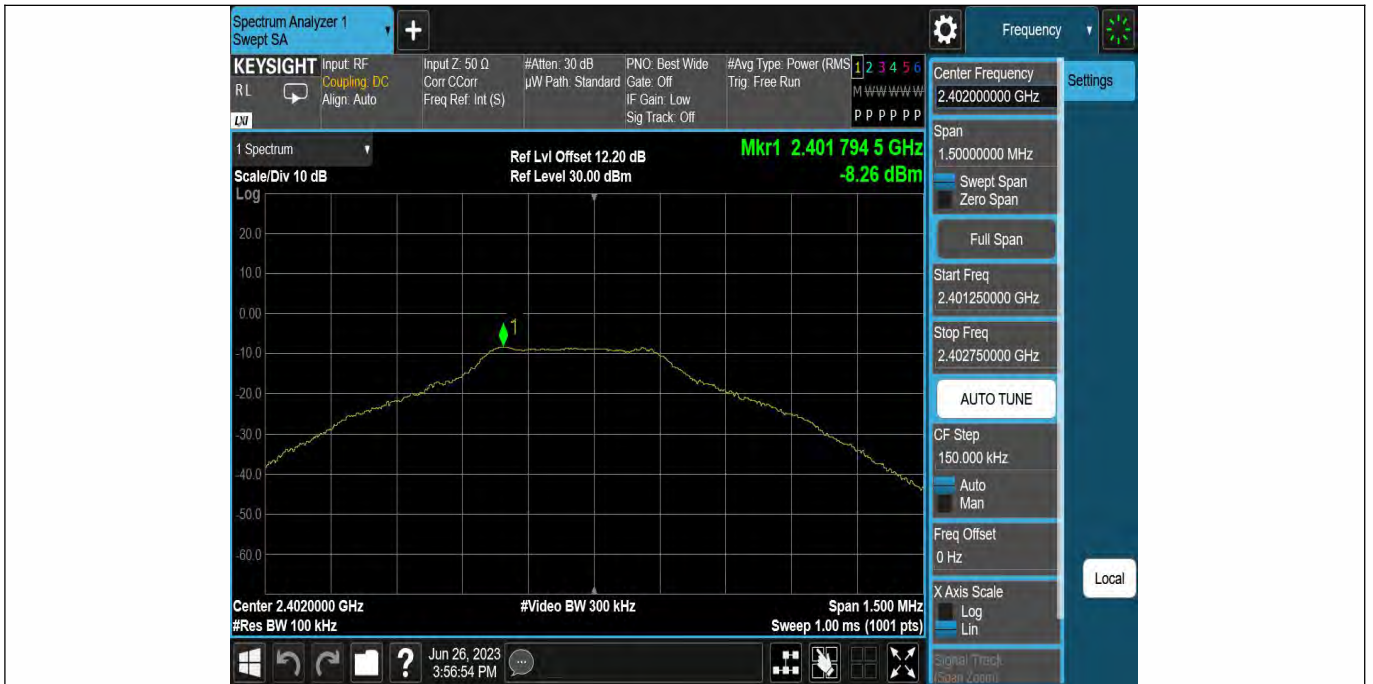 Spectrum Analyzer 1
Swept SA
+
Frequency
KEYSIGHT
RL
LXI
Input: RF
Coupling: DC
Align: Auto
Input Z: 50 Ω
Corr CCorr
Freq Ref: Int (S)
#Atten: 30 dB
µW Path: Standard
PNO: Best Wide
Gate: Off
IF Gain: Low
Sig Track: Off
#Avg Type: Power (RMS
Trig: Free Run
1 2 3 4 5 6
M W W W W W
P P P P P P
1 Spectrum
Scale/Div 10 dB
Ref Lvl Offset 12.20 dB
Ref Level 30.00 dBm
Mkr1 2.401 794 5 GHz
-8.26 dBm
Log
20.0
10.0
0.00
-10.0
-20.0
-30.0
-40.0
-50.0
-60.0
1
Center 2.4020000 GHz
#Res BW 100 kHz
#Video BW 300 kHz
Span 1.500 MHz
Sweep 1.00 ms (1001 pts)
Center Frequency
2.402000000 GHz
Settings
Span
1.50000000 MHz
Swept Span
Zero Span
Full Span
Start Freq
2.401250000 GHz
Stop Freq
2.402750000 GHz
AUTO TUNE
CF Step
150.000 kHz
Auto
Man
Freq Offset
0 Hz
X Axis Scale
Log
Lin
Local
Signal Track
(Span Zoom)
?
Jun 26, 2023
3:56:54 PM